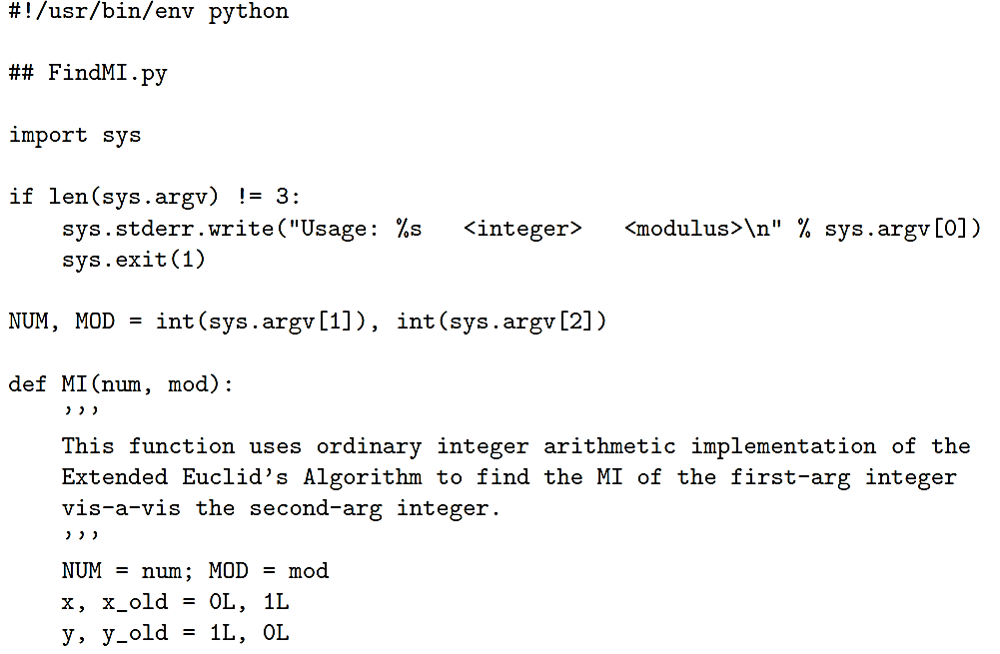 #!/usr/bin/env python
## FindMI.py
import sys
if len(sys.argv) != 3:
    sys.stderr.write("Usage: %s   <integer>   <modulus>\n" % sys.argv[0])
    sys.exit(1)
NUM, MOD = int(sys.argv[1]), int(sys.argv[2])
def MI(num, mod):
    ’’’
    This function uses ordinary integer arithmetic implementation of the
    Extended Euclid’s Algorithm to find the MI of the first-arg integer
    vis-a-vis the second-arg integer.
    ’’’
    NUM = num; MOD = mod
    x, x_old = 0L, 1L
    y, y_old = 1L, 0L